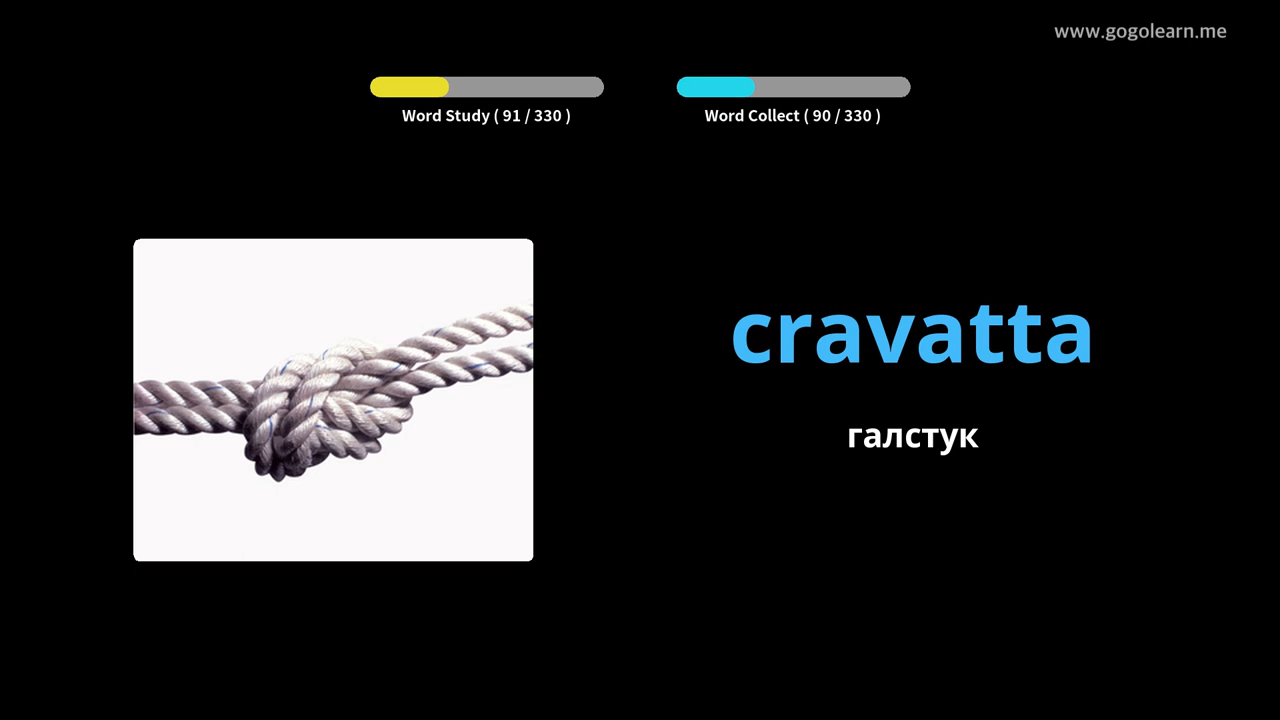 www.gogolearn.me
Word Study ( 91 / 330 )
Word Collect ( 90 / 330 )
cravatta
галстук